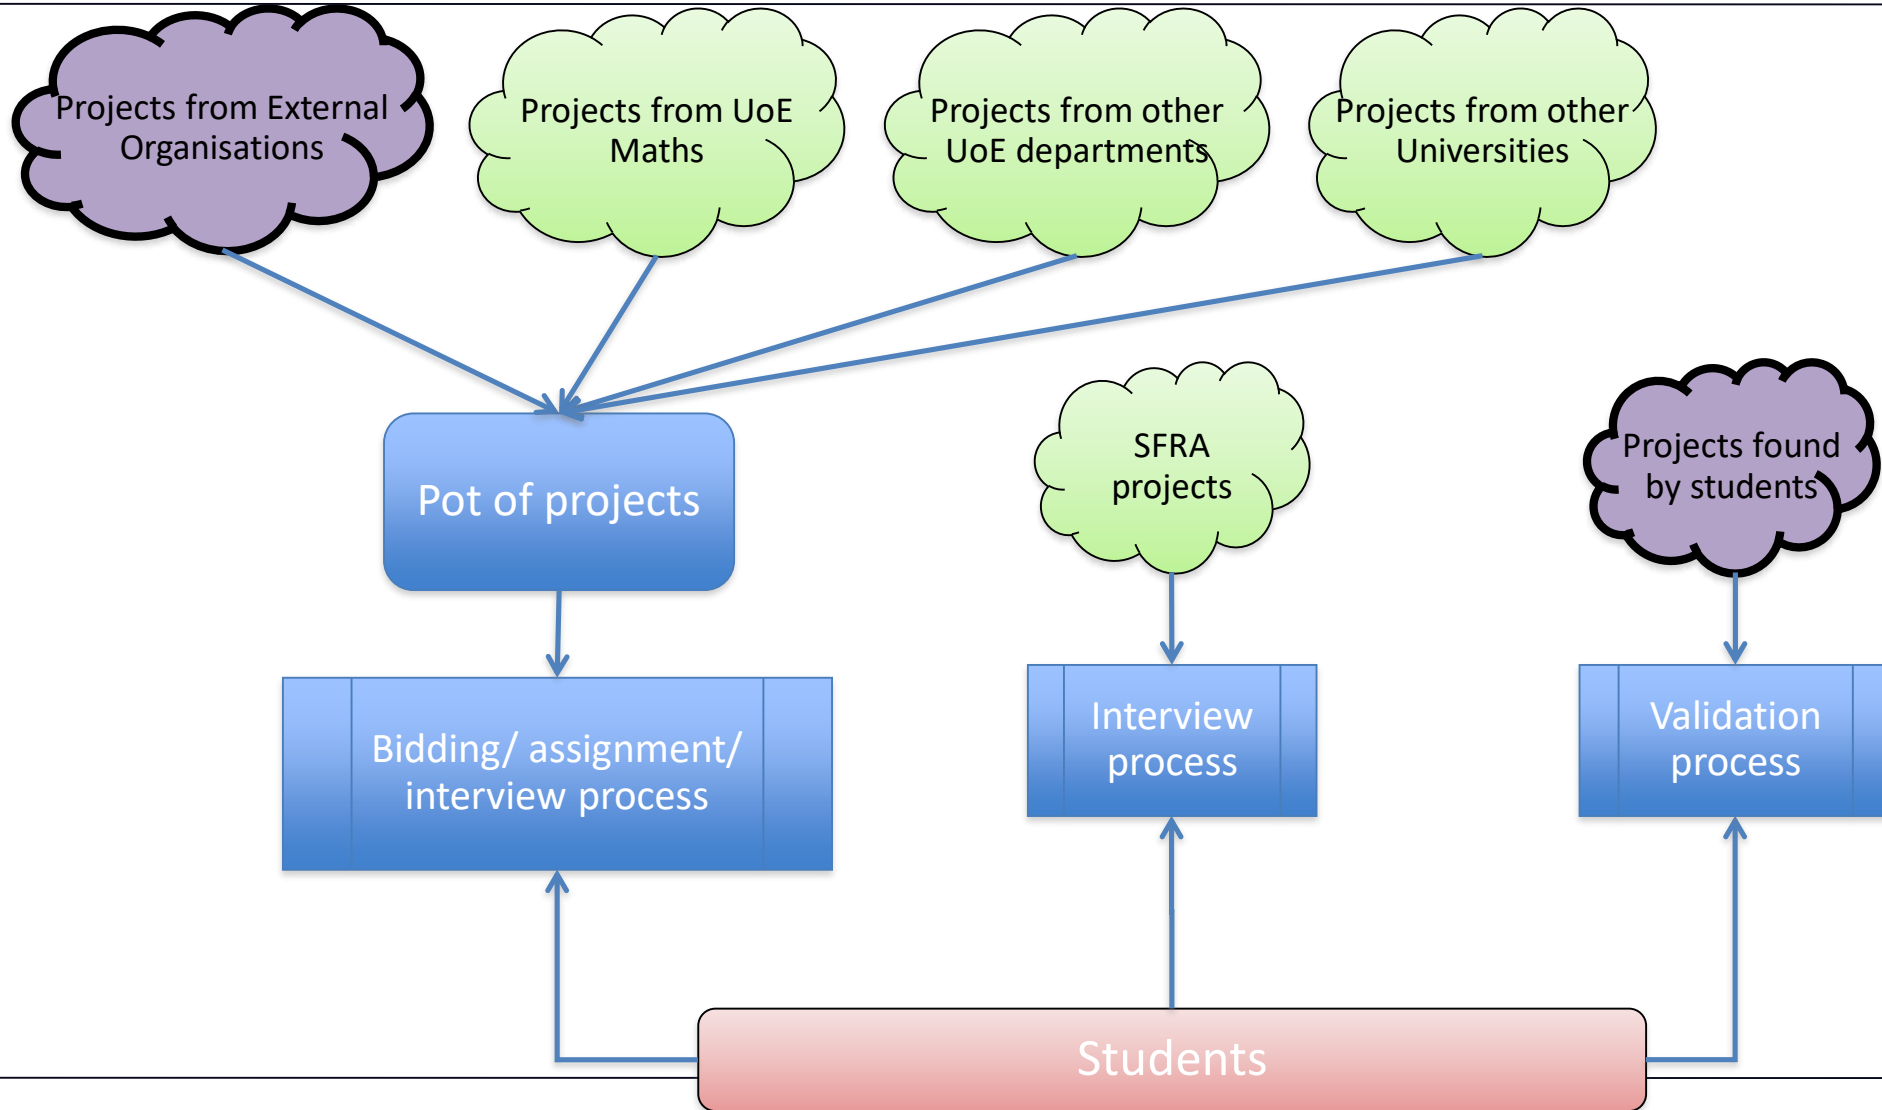 Projects from External
Organisations
Projects from UoE
Maths
Projects from other
UoE departments
Projects from other
Universities
Pot of projects
SFRA
projects
Projects found
by students
Bidding/ assignment/
interview process
Interview
process
Validation
process
Students